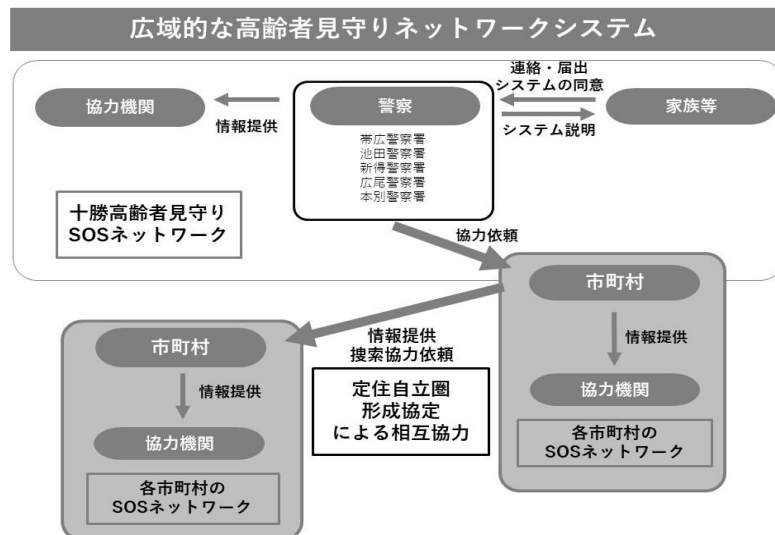 広域的な高齢者見守りネットワークシステム
協力機関
情報提供
警察
帯広警察署
池田警察署
新得警察署
広尾警察署
本別警察署
連絡・届出
システムの同意
システム説明
家族等
十勝高齢者見守り
SOSネットワーク
協力依頼
市町村
情報提供
協力機関
各市町村の
SOSネットワーク
情報提供
捜索協力依頼
定住自立圏
形成協定
による相互協力
市町村
情報提供
協力機関
各市町村の
SOSネットワーク